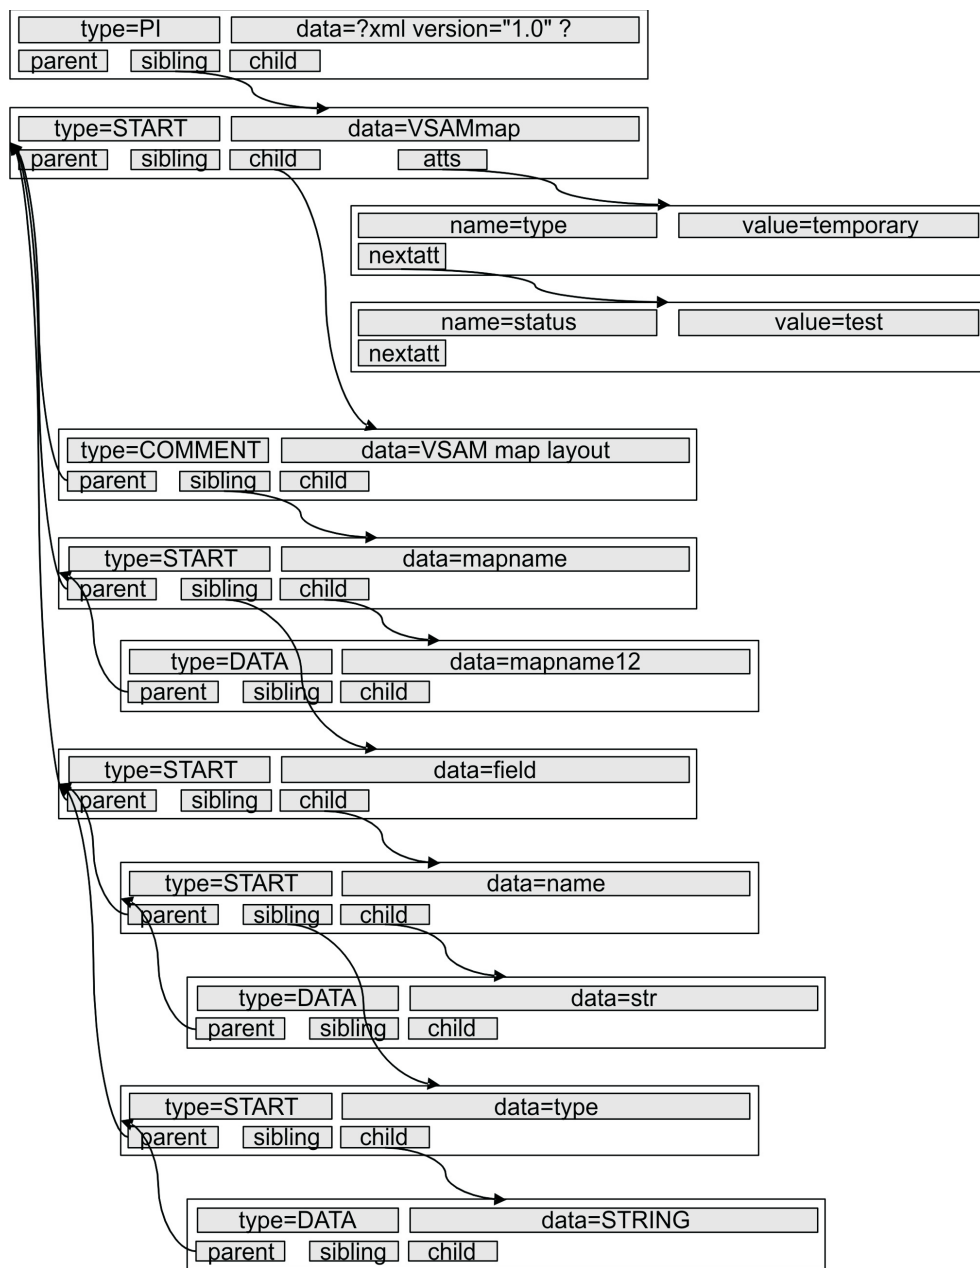 type=PI data=?xml version="1.0" ?
parent sibling child
type=START data=VSAMmap
parent sibling child atts
name=type value=temporary
nextatt
name=status value=test
nextatt
type=COMMENT data=VSAM map layout
parent sibling child
type=START data=mapname
parent sibling child
type=DATA data=mapname12
parent sibling child
type=START data=field
parent sibling child
type=START data=name
parent sibling child
type=DATA data=str
parent sibling child
type=START data=type
parent sibling child
type=DATA data=STRING
parent sibling child